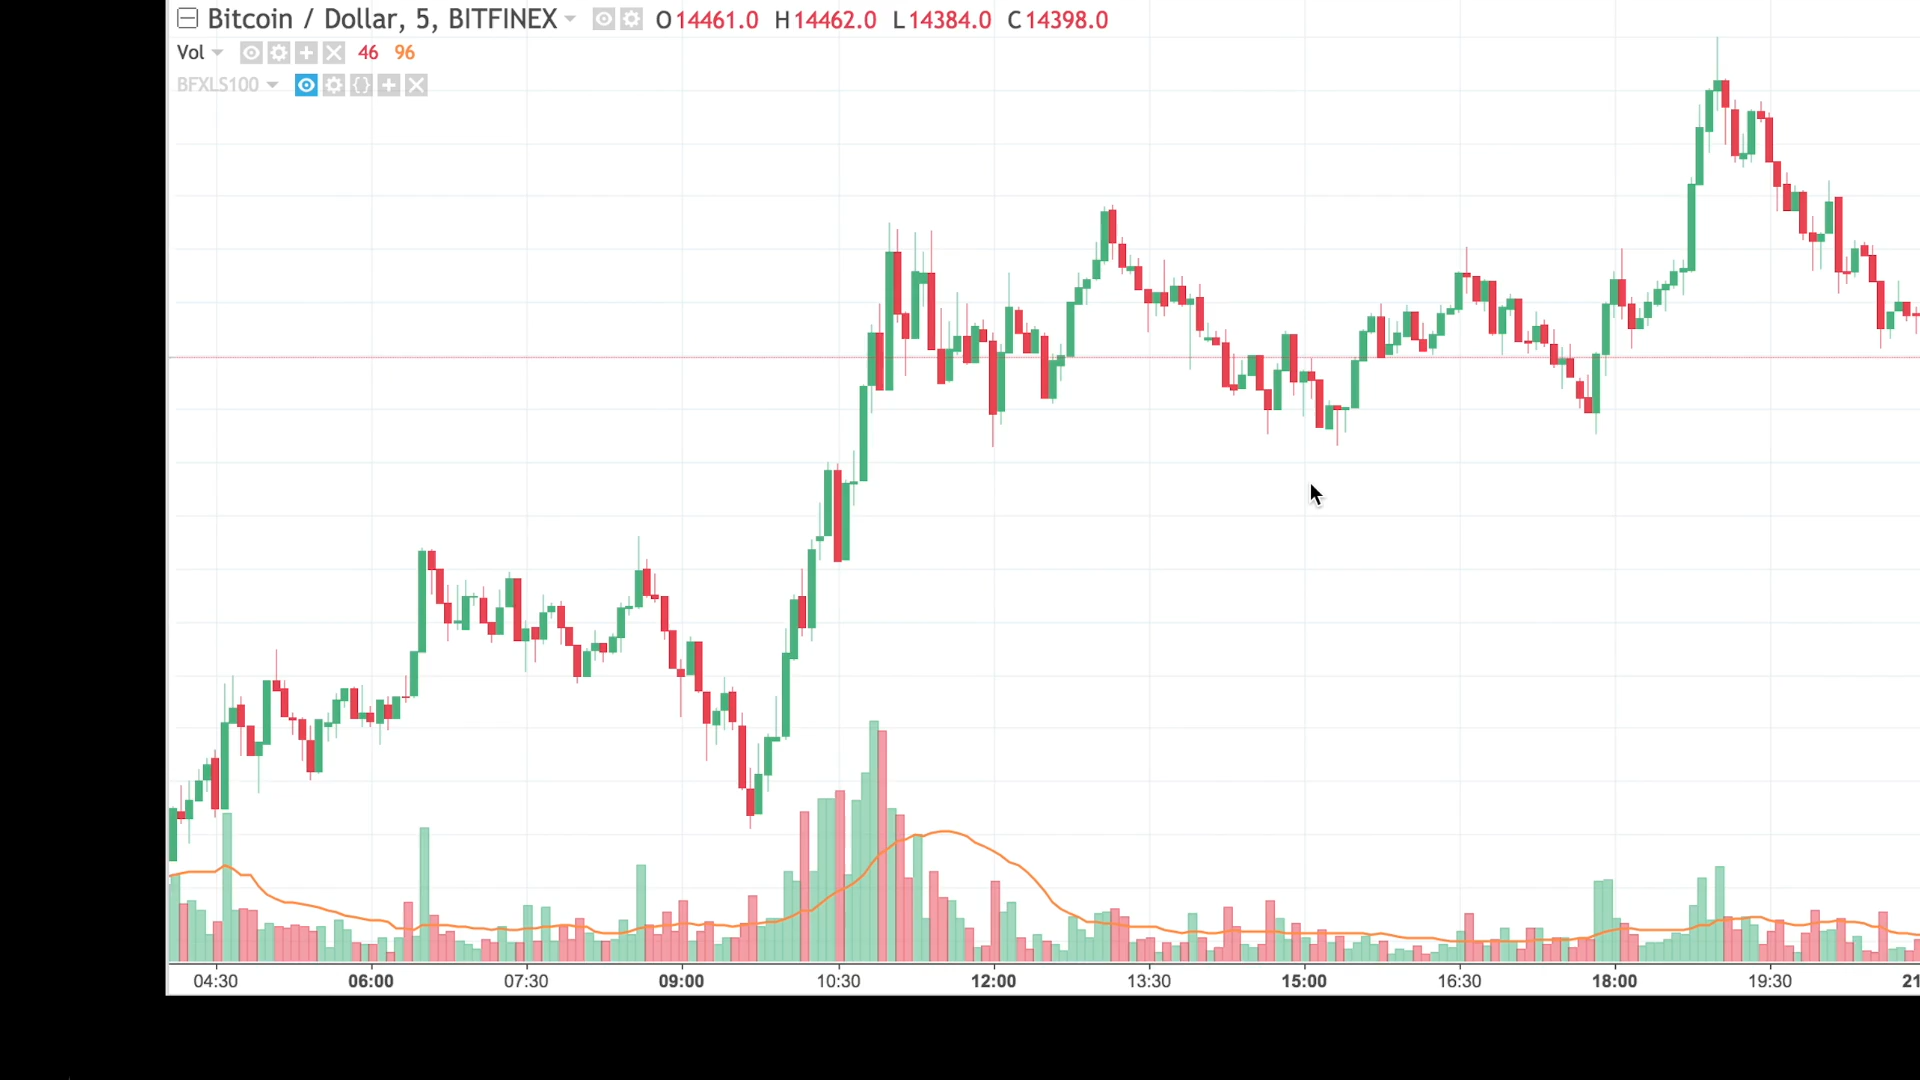 Bitcoin / Dollar, 5, BITFINEX O14461.0 H14462.0 L14384.0 C14398.0
Vol 46 96
BFXLS100
04:30 06:00 07:30 09:00 10:30 12:00 13:30 15:00 16:30 18:00 19:30 21